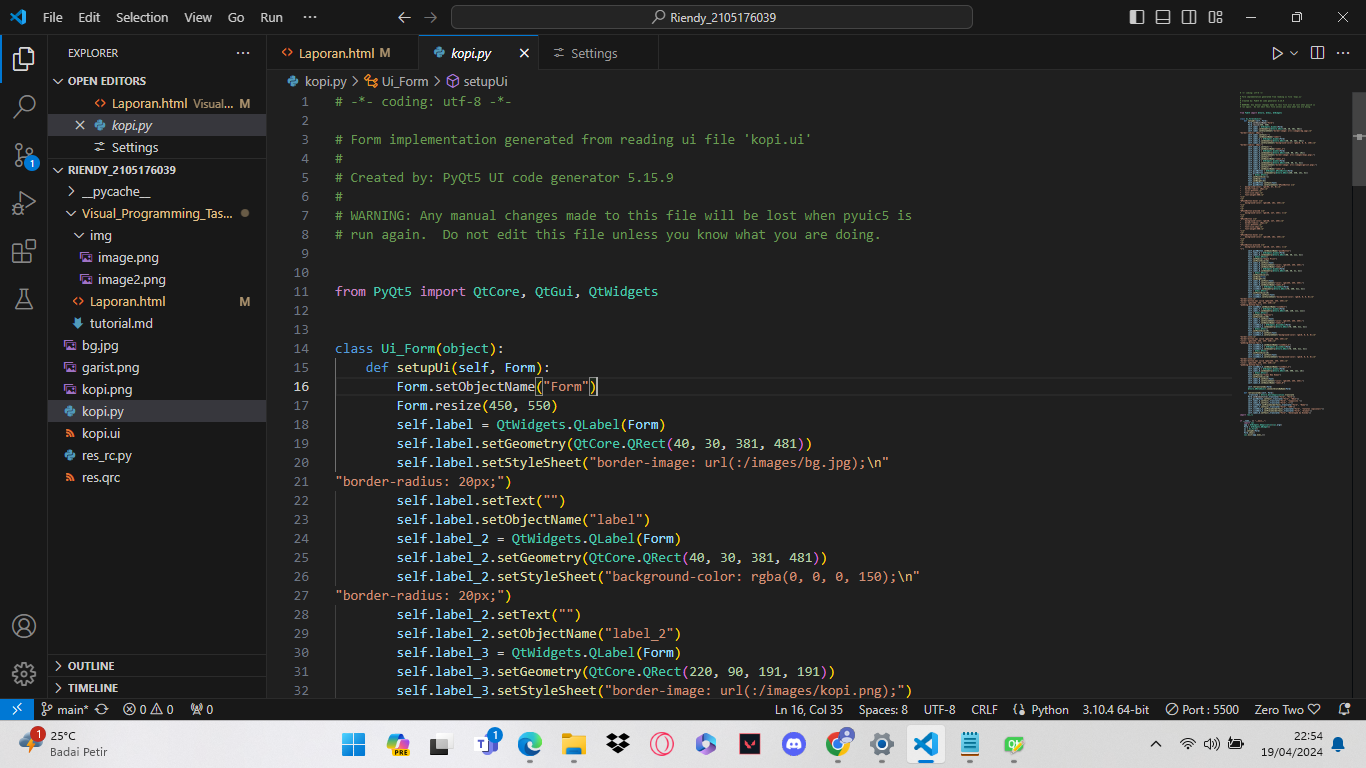 File Edit Selection View Go Run ··· Riendy_2105176039
EXPLORER ···
OPEN EDITORS
Laporan.html Visual... M
kopi.py
Settings
RIENDY_2105176039
__pycache__
Visual_Programming_Tas...
img
image.png
image2.png
Laporan.html M
tutorial.md
bg.jpg
garist.png
kopi.png
kopi.py
kopi.ui
res_rc.py
res.qrc
OUTLINE
TIMELINE
Laporan.html M kopi.py Settings
kopi.py > Ui_Form > setupUi
1 # -*- coding: utf-8 -*-
2
3 # Form implementation generated from reading ui file 'kopi.ui'
4 #
5 # Created by: PyQt5 UI code generator 5.15.9
6 #
7 # WARNING: Any manual changes made to this file will be lost when pyuic5 is
8 # run again.  Do not edit this file unless you know what you are doing.
9
10
11 from PyQt5 import QtCore, QtGui, QtWidgets
12
13
14 class Ui_Form(object):
15 def setupUi(self, Form):
16 Form.setObjectName("Form")
17 Form.resize(450, 550)
18 self.label = QtWidgets.QLabel(Form)
19 self.label.setGeometry(QtCore.QRect(40, 30, 381, 481))
20 self.label.setStyleSheet("border-image: url(:/images/bg.jpg);\n"
21 "border-radius: 20px;")
22 self.label.setText("")
23 self.label.setObjectName("label")
24 self.label_2 = QtWidgets.QLabel(Form)
25 self.label_2.setGeometry(QtCore.QRect(40, 30, 381, 481))
26 self.label_2.setStyleSheet("background-color: rgba(0, 0, 0, 150);\n"
27 "border-radius: 20px;")
28 self.label_2.setText("")
29 self.label_2.setObjectName("label_2")
30 self.label_3 = QtWidgets.QLabel(Form)
31 self.label_3.setGeometry(QtCore.QRect(220, 90, 191, 191))
32 self.label_3.setStyleSheet("border-image: url(:/images/kopi.png);")
1
main* 0 0 0 Ln 16, Col 35 Spaces: 8 UTF-8 CRLF Python 3.10.4 64-bit Port : 5500 Zero Two
1 25°C
Badai Petir
PRE
1
22:54
19/04/2024